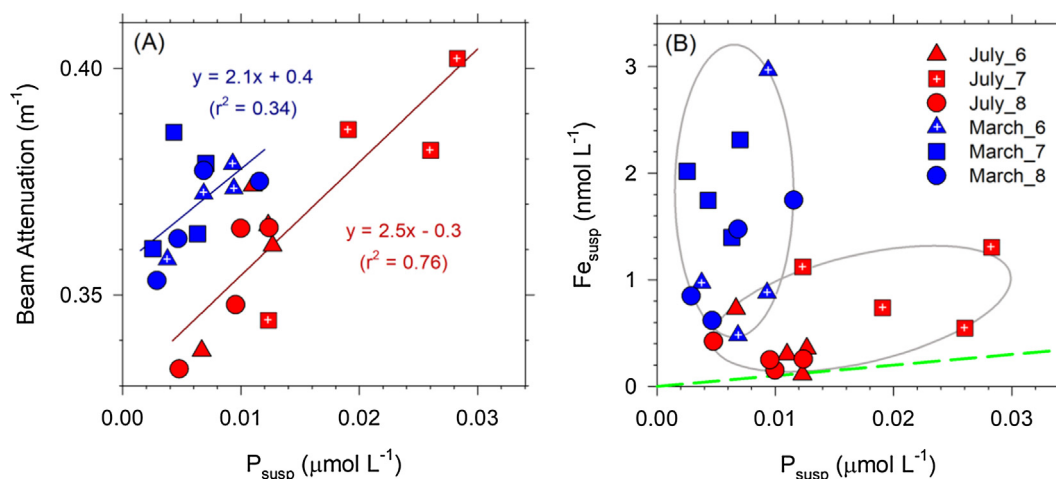 (A)
y = 2.1x + 0.4
(r² = 0.34)
y = 2.5x - 0.3
(r² = 0.76)
0.40
0.35
Beam Attenuation (m⁻¹)
0.00 0.01 0.02 0.03
P_susp (μmol L⁻¹)
(B)
July_6
July_7
July_8
March_6
March_7
March_8
3
2
1
0
Fe_susp (nmol L⁻¹)
0.00 0.01 0.02 0.03
P_susp (μmol L⁻¹)